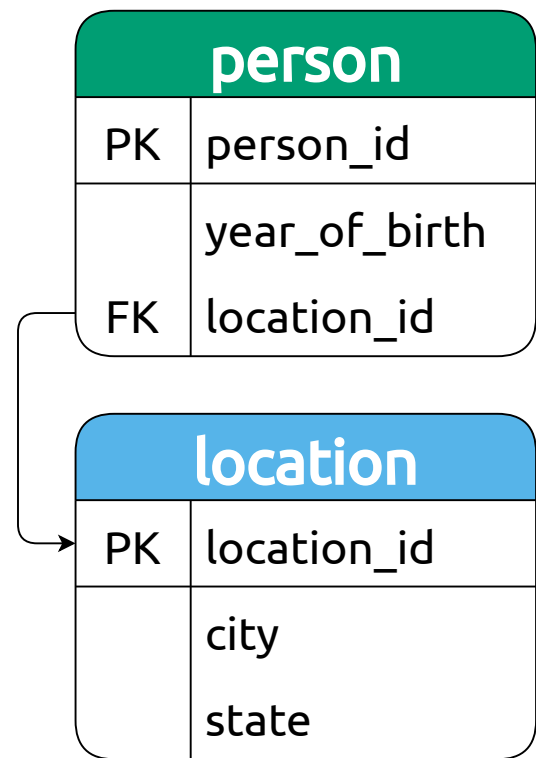 person
PK person_id
year_of_birth
FK location_id
location
PK location_id
city
state